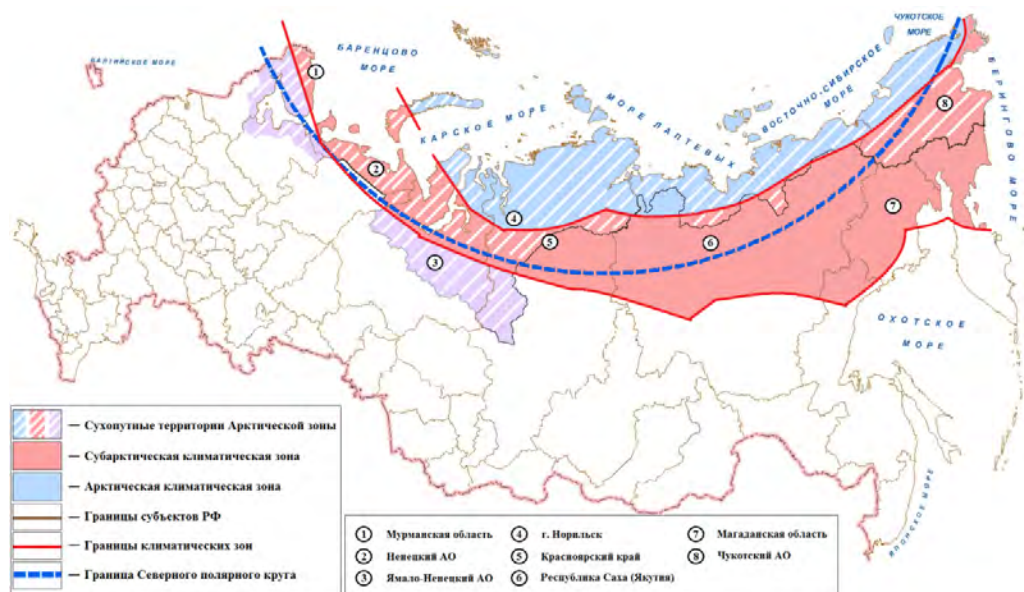 ЧУКОТСКОЕ
МОРЕ
БАРЕНЦОВО
МОРЕ
БАЛТИЙСКОЕ МОРЕ
ВОСТОЧНО-СИБИРСКОЕ
МОРЕ
МОРЕ ЛАПТЕВЫХ
КАРСКОЕ МОРЕ
БЕРИНГОВО МОРЕ
1
2
3
4
5
6
7
8
ОХОТСКОЕ
МОРЕ
ЯПОНСКОЕ МОРЕ
— Сухопутные территории Арктической зоны
— Субарктическая климатическая зона
— Арктическая климатическая зона
— Границы субъектов РФ
— Границы климатических зон
— Граница Северного полярного круга
1 Мурманская область
2 Ненецкий АО
3 Ямало-Ненецкий АО
4 г. Норильск
5 Красноярский край
6 Республика Саха (Якутия)
7 Магаданская область
8 Чукотский АО